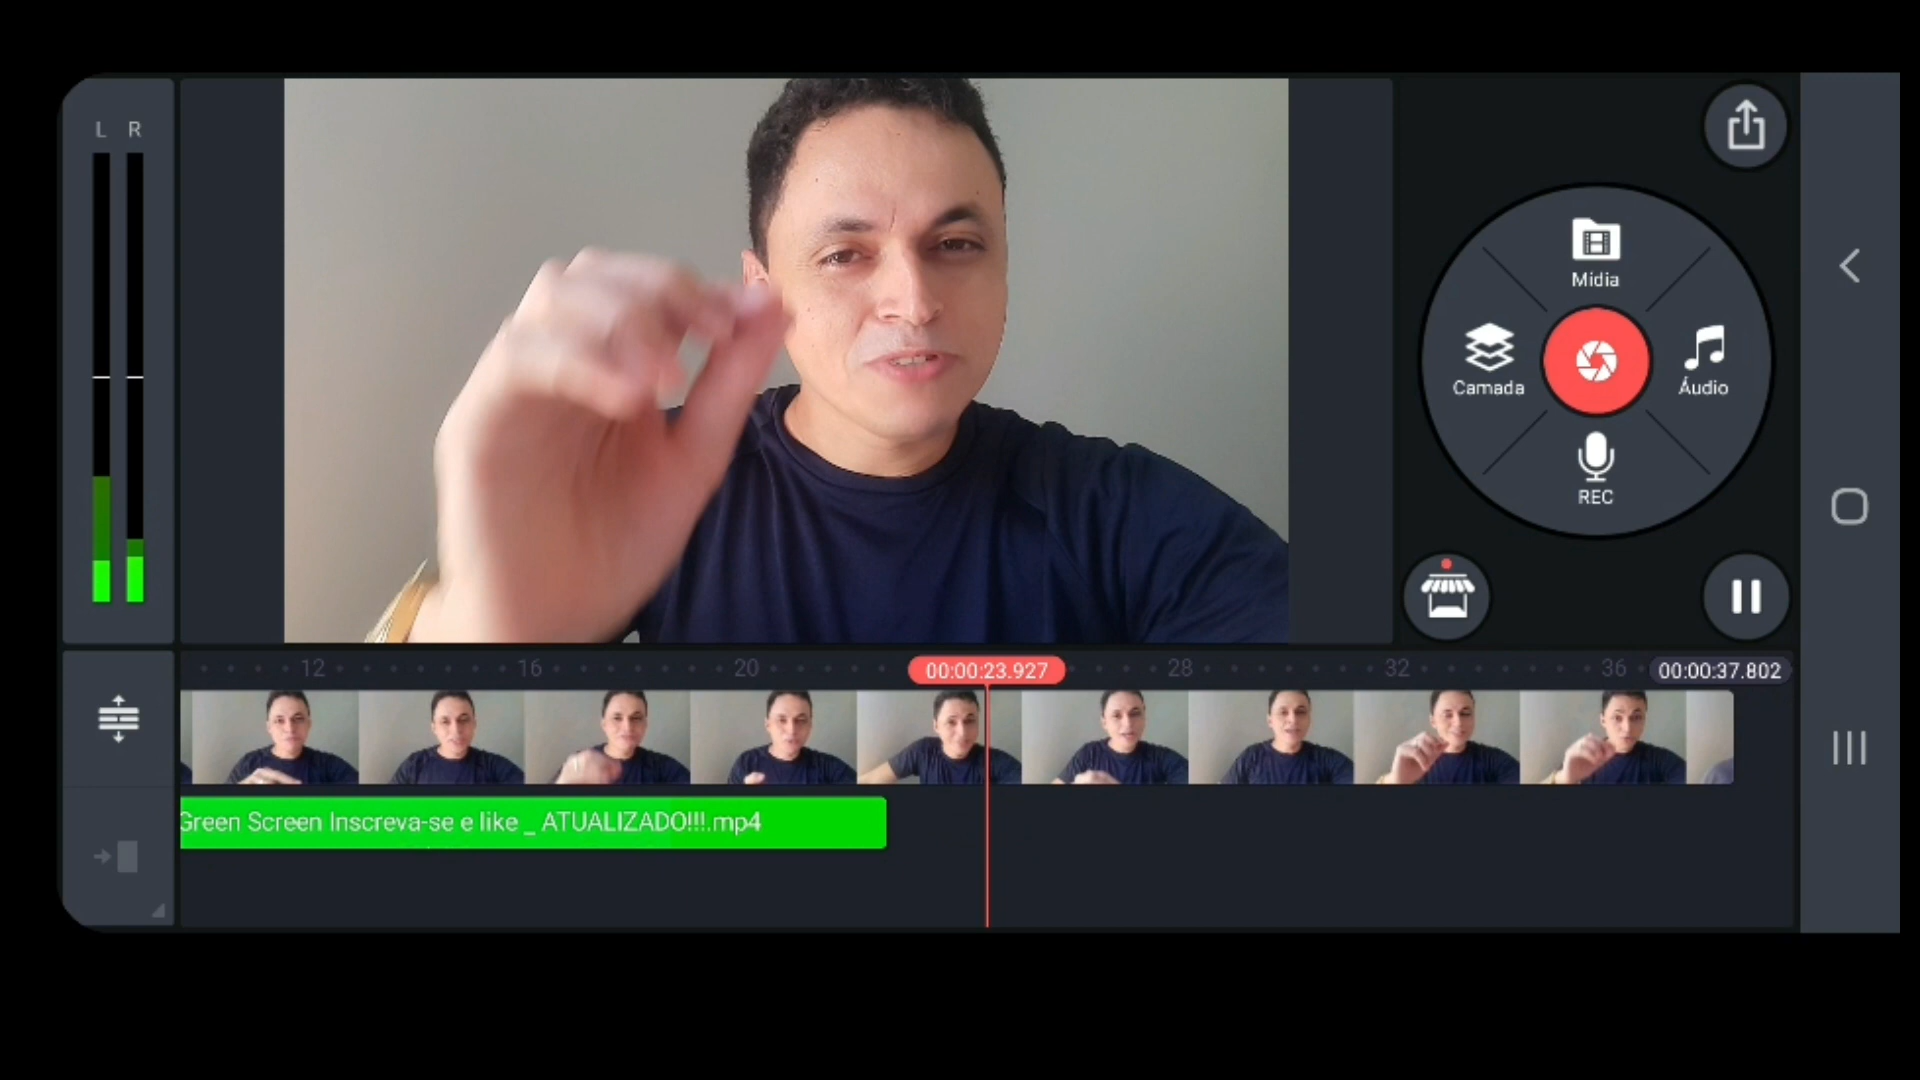 L R
Mídia
Camada
Áudio
REC
12 16 20 00:00:23.927 28 32 36 00:00:37.802
Green Screen Inscreva-se e like _ ATUALIZADO!!!.mp4